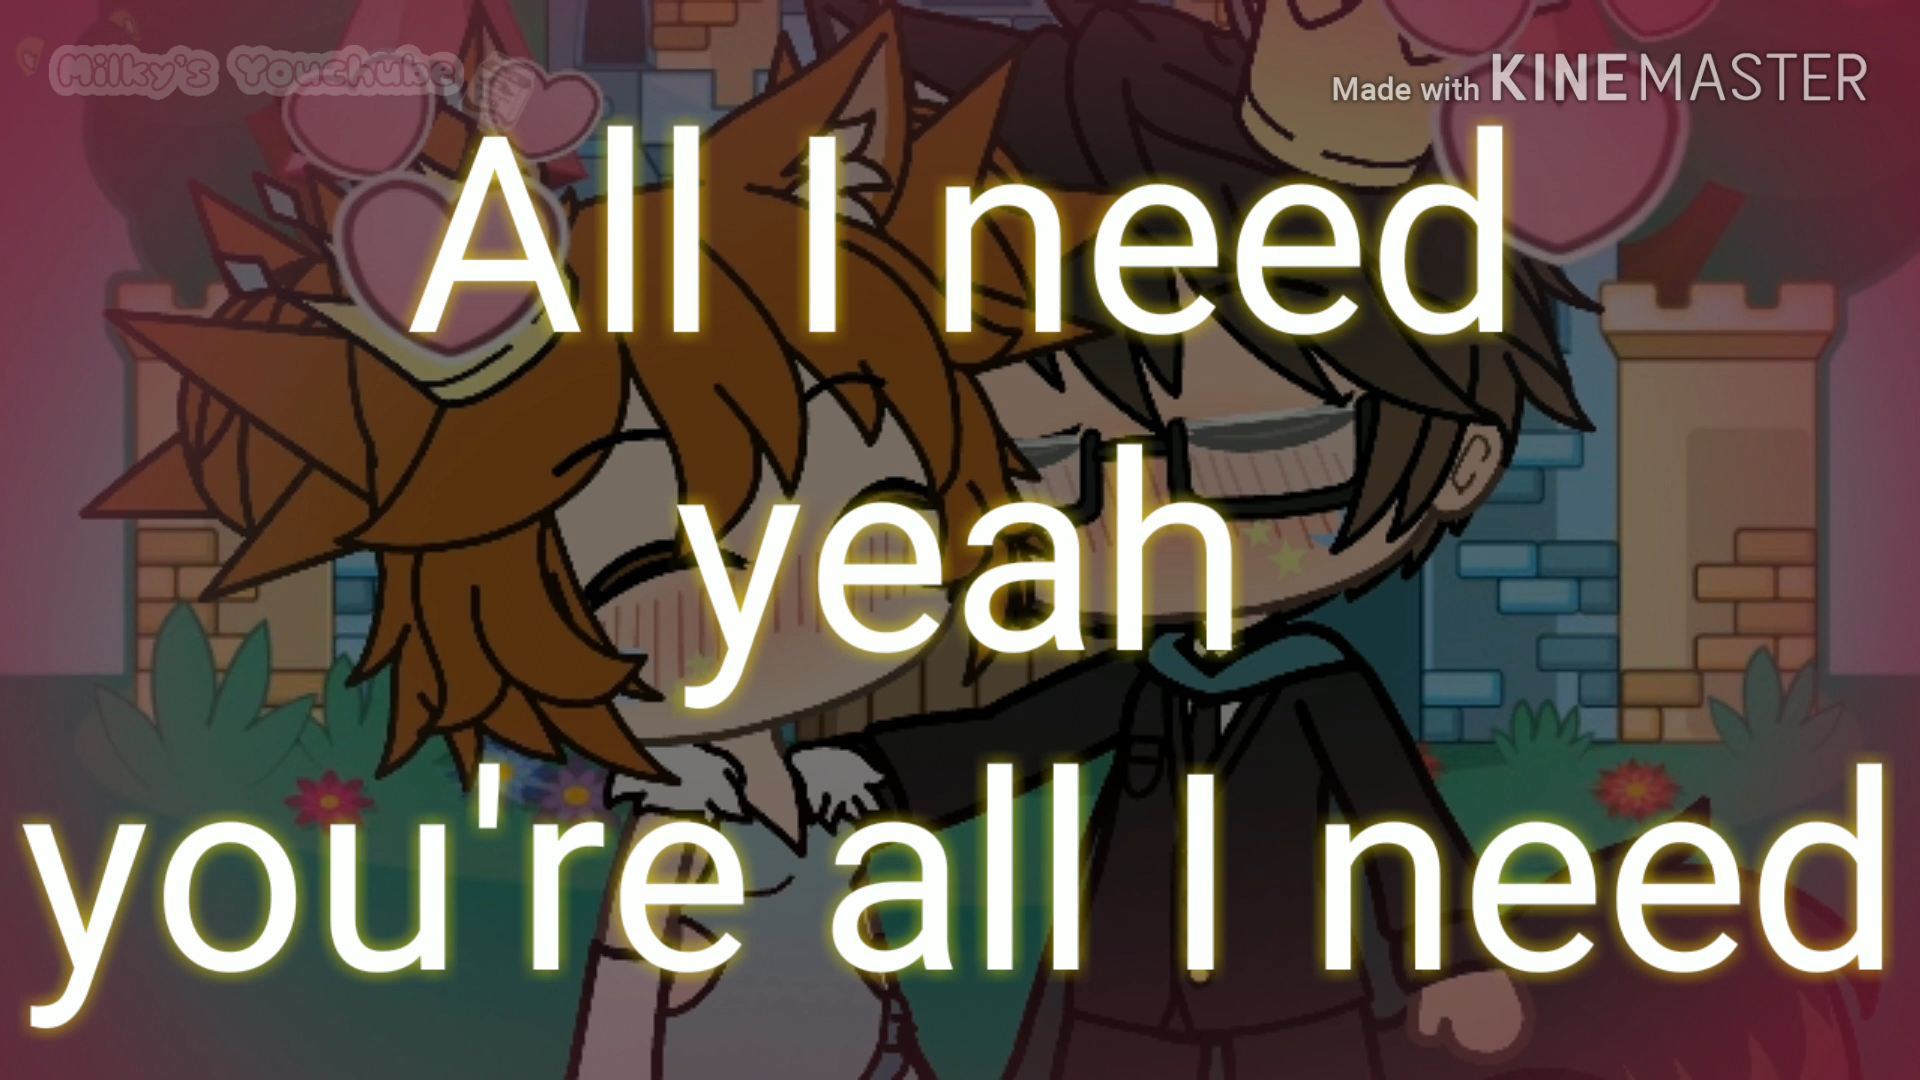 Milky's Youchube
Made with KINEMASTER
All I need
yeah
you're all I need